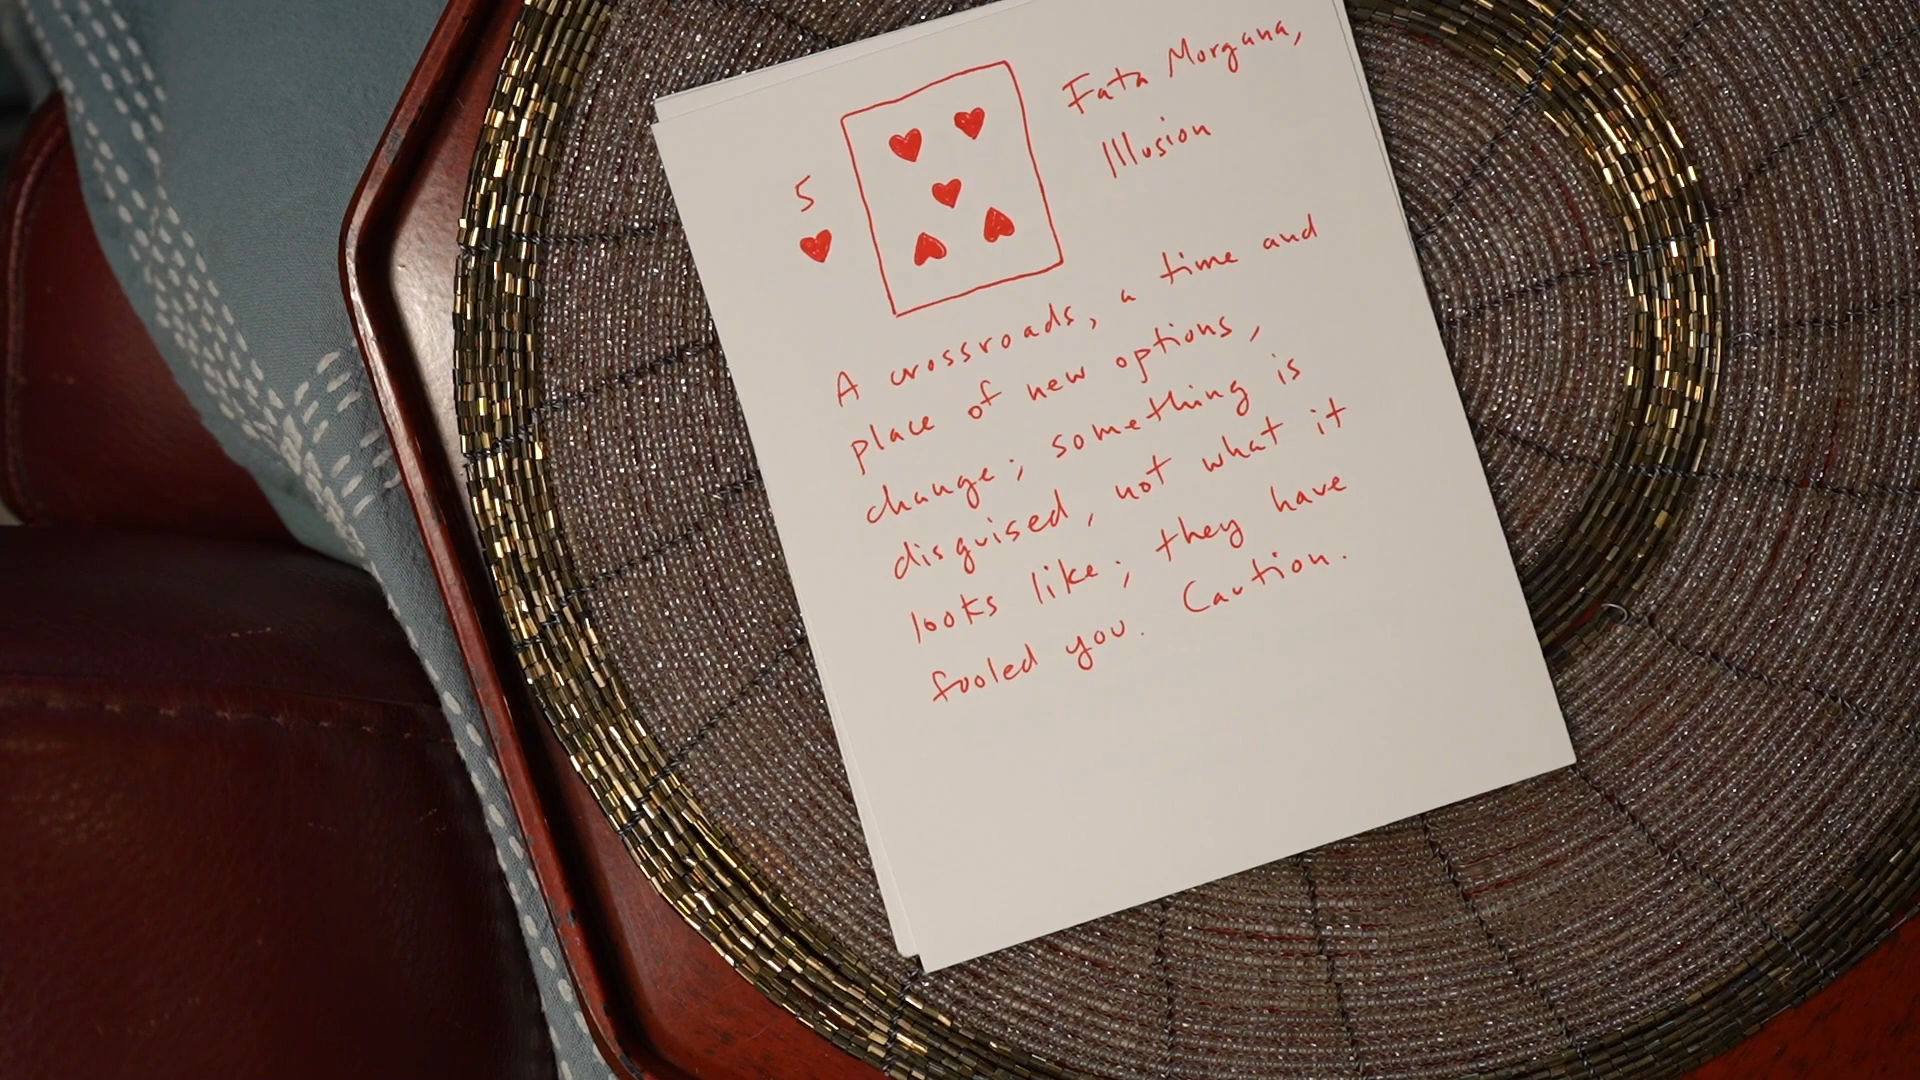 5
Fata Morgana,
Illusion
A crossroads, a time and
place of new options,
change; something is
disguised, not what it
looks like; they have
fooled you. Caution.